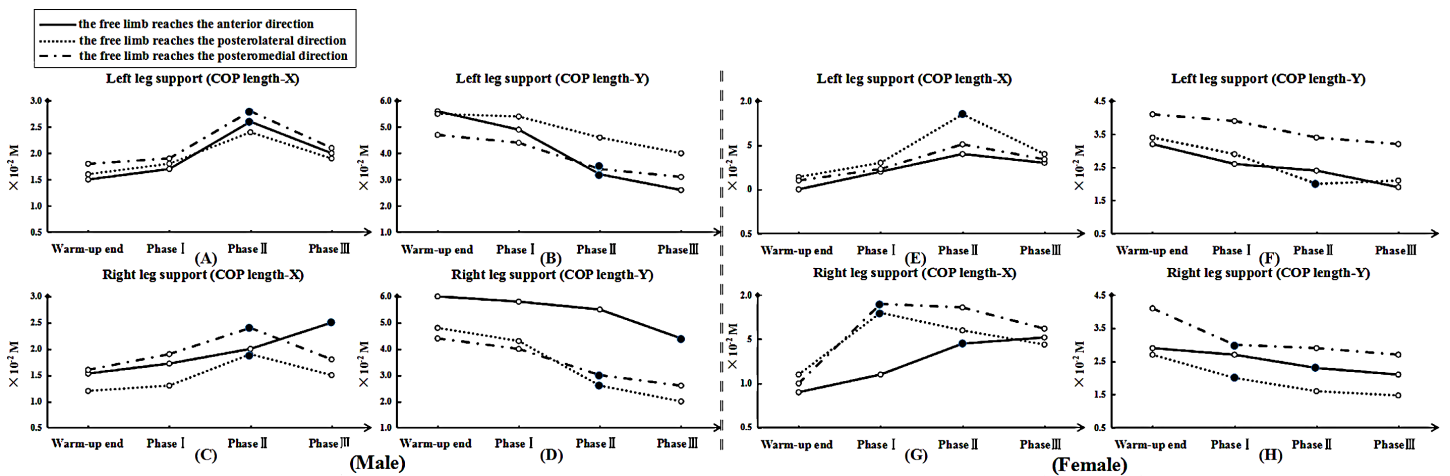 the free limb reaches the anterior direction
the free limb reaches the posterolateral direction
the free limb reaches the posteromedial direction
Left leg support (COP length-X)
3.0
2.5
2.0
1.5
1.0
0.5
×10⁻² M
Warm-up end Phase Ⅰ Phase Ⅱ Phase Ⅲ
(A)
Left leg support (COP length-Y)
6.0
5.0
4.0
3.0
2.0
1.0
×10⁻² M
Warm-up end Phase Ⅰ Phase Ⅱ Phase Ⅲ
(B)
Left leg support (COP length-X)
2.0
5
0
0.5
×10⁻² M
Warm-up end Phase Ⅰ Phase Ⅱ Phase Ⅲ
(E)
Left leg support (COP length-Y)
4.5
3.5
2.5
1.5
0.5
×10⁻² M
Warm-up end Phase Ⅰ Phase Ⅱ Phase Ⅲ
(F)
Right leg support (COP length-X)
3.0
2.5
2.0
1.5
1.0
0.5
×10⁻² M
Warm-up end Phase Ⅰ Phase Ⅱ Phase Ⅲ
(C)
Right leg support (COP length-Y)
6.0
5.0
4.0
3.0
2.0
1.0
×10⁻² M
Warm-up end Phase Ⅰ Phase Ⅱ Phase Ⅲ
(D)
(Male)
Right leg support (COP length-X)
2.0
5
1.0
0.5
×10⁻² M
Warm-up end Phase Ⅰ Phase Ⅱ Phase Ⅲ
(G)
Right leg support (COP length-Y)
4.5
3.5
2.5
1.5
0.5
×10⁻² M
Warm-up end Phase Ⅰ Phase Ⅱ Phase Ⅲ
(H)
(Female)